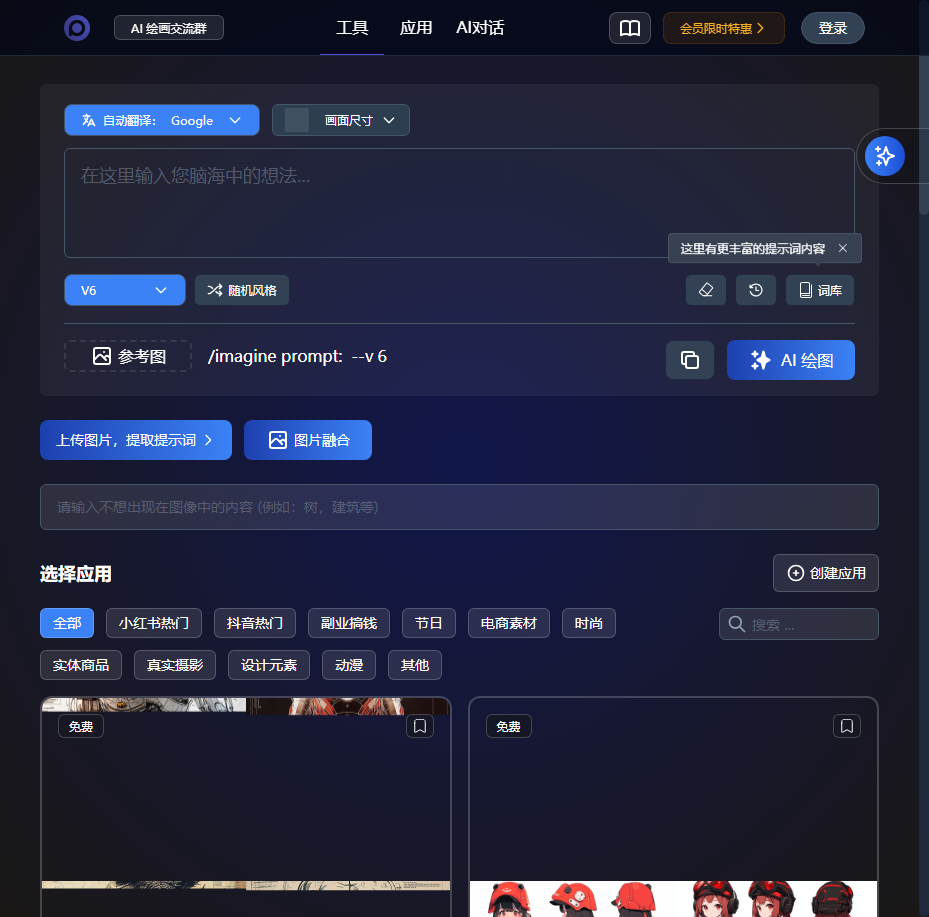 AI 绘画交流群 工具 应用 AI对话 会员限时特惠 登录
自动翻译: Google 画面尺寸
在这里输入您脑海中的想法...
这里有更丰富的提示词内容
V6 随机风格 词库
参考图 /imagine prompt: --v 6 AI 绘图
上传图片，提取提示词 图片融合
请输入不想出现在图像中的内容 (例如：树，建筑等)
选择应用 创建应用
全部 小红书热门 抖音热门 副业搞钱 节日 电商素材 时尚 搜索 ...
实体商品 真实摄影 设计元素 动漫 其他
免费 免费